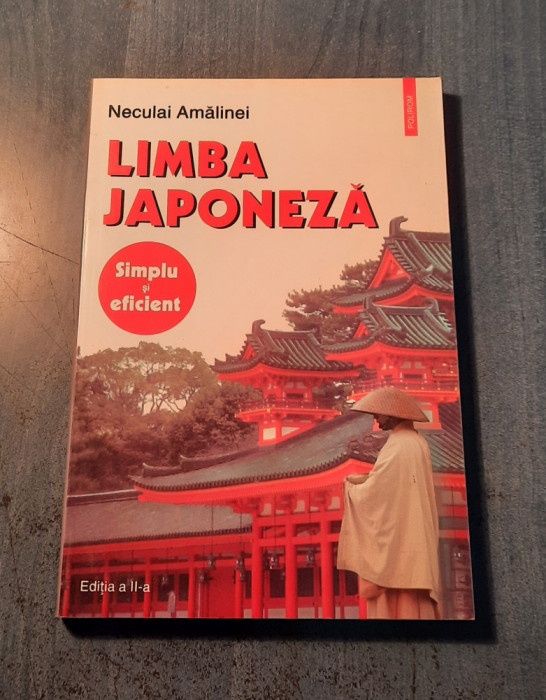 POLIROM
Neculai Amălinei
LIMBA
JAPONEZĂ
Simplu
și
eficient
Ediția a II-a